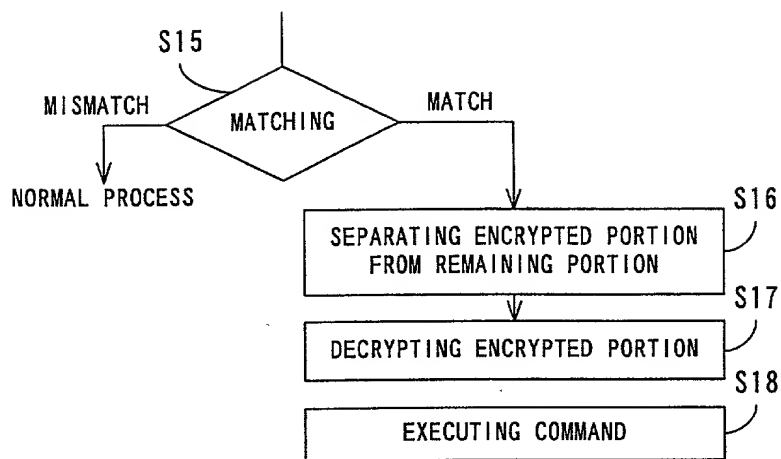 S15
MISMATCH
MATCHING
MATCH
NORMAL PROCESS
S16
SEPARATING ENCRYPTED PORTION
FROM REMAINING PORTION
S17
DECRYPTING ENCRYPTED PORTION
S18
EXECUTING COMMAND